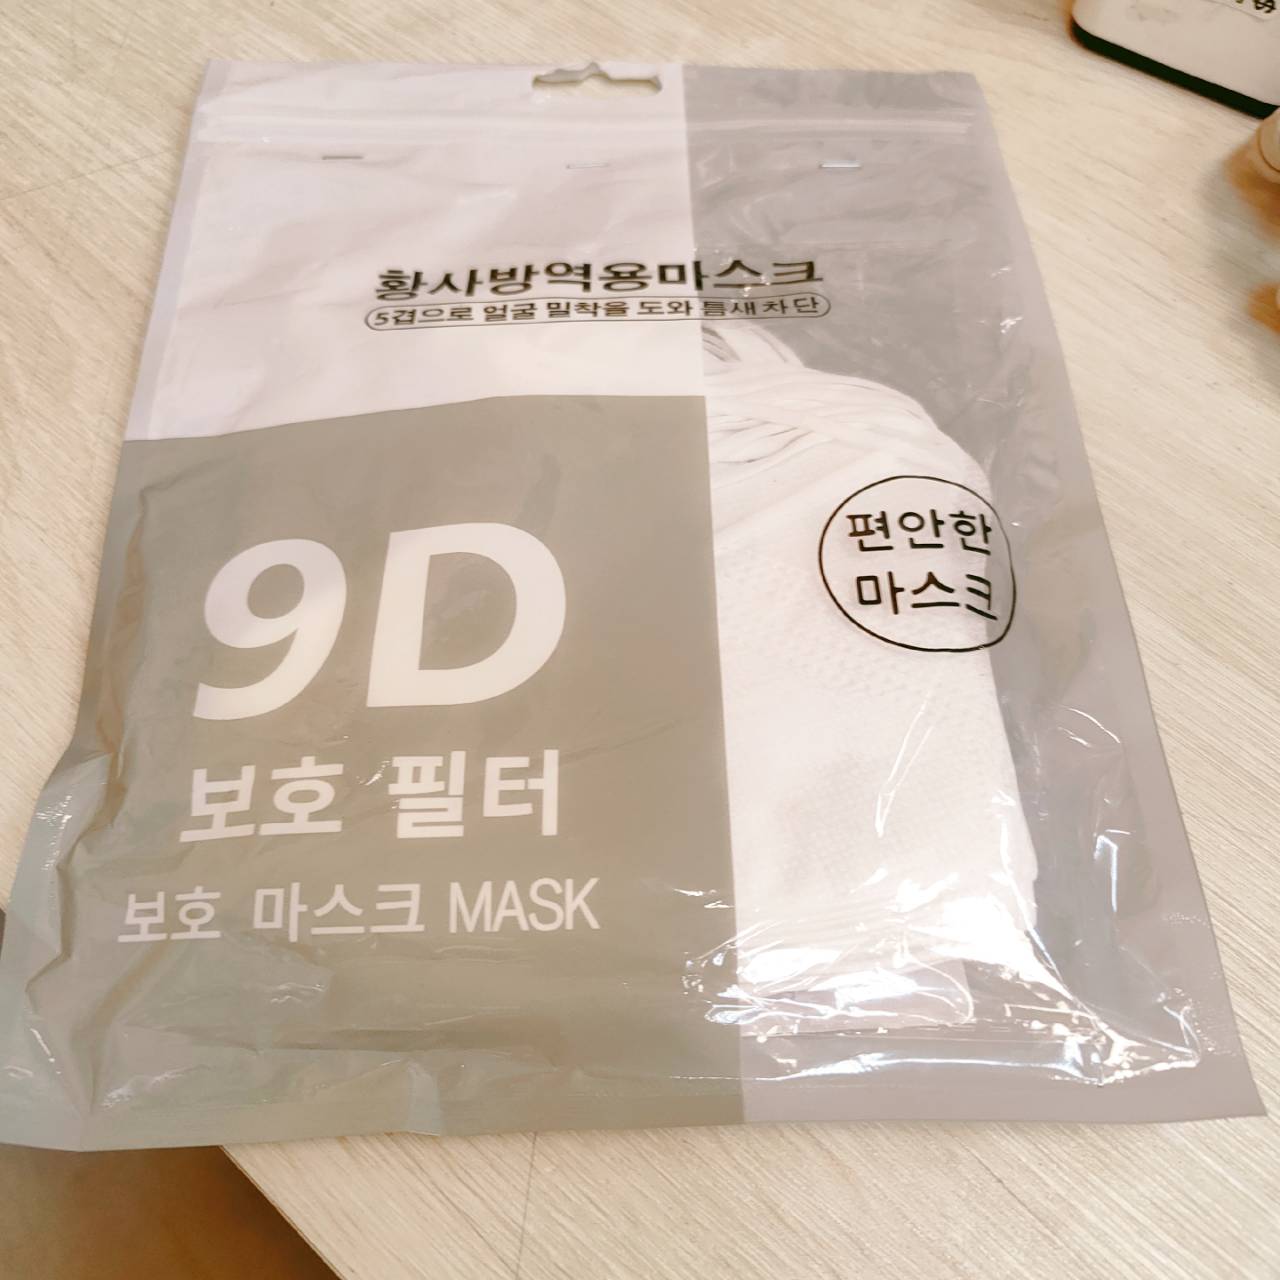 황사방역용마스크
5겹으로 얼굴 밀착을 도와 틈새 차단
편안한
마스크
9D
보호 필터
보호 마스크 MASK